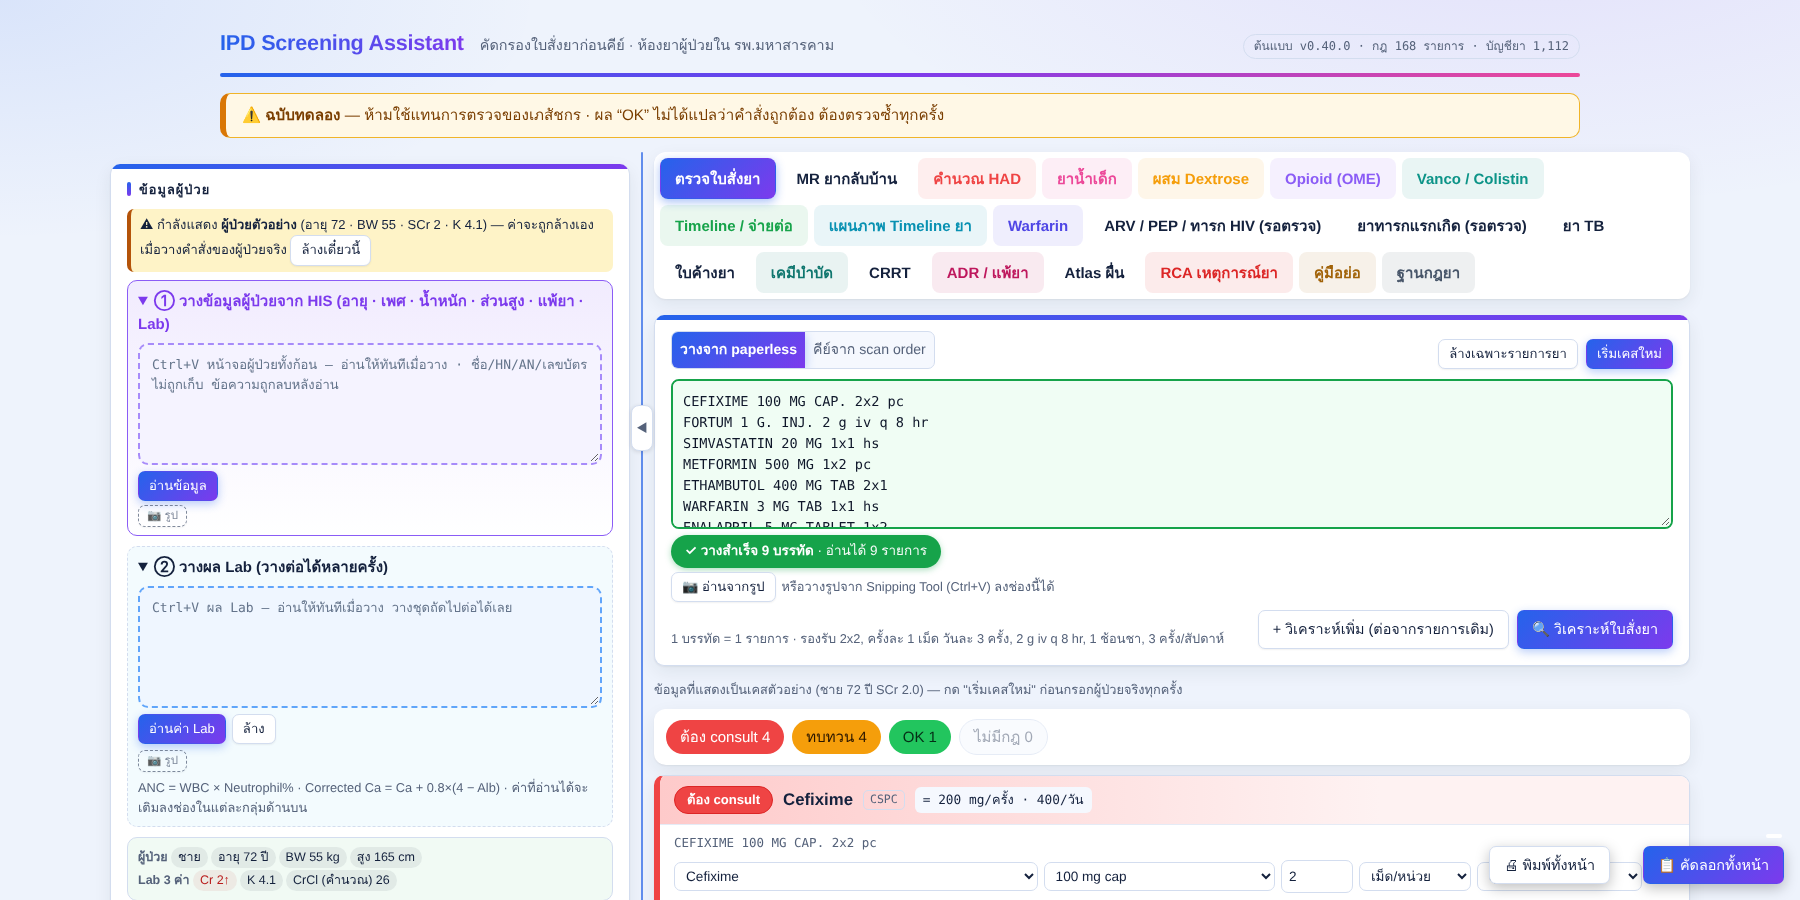 IPD Screening Assistant คัดกรองใบสั่งยาก่อนคีย์ · ห้องยาผู้ป่วยใน รพ.มหาสารคาม
ต้นแบบ v0.40.0 · กฎ 168 รายการ · บัญชียา 1,112
⚠️ ฉบับทดลอง — ห้ามใช้แทนการตรวจของเภสัชกร · ผล “OK” ไม่ได้แปลว่าคำสั่งถูกต้อง ต้องตรวจซ้ำทุกครั้ง
ข้อมูลผู้ป่วย
⚠ กำลังแสดง ผู้ป่วยตัวอย่าง (อายุ 72 · BW 55 · SCr 2 · K 4.1) — ค่าจะถูกล้างเอง
เมื่อวางคำสั่งของผู้ป่วยจริง ล้างเดี๋ยวนี้
▼ ① วางข้อมูลผู้ป่วยจาก HIS (อายุ · เพศ · น้ำหนัก · ส่วนสูง · แพ้ยา ·
Lab)
Ctrl+V หน้าจอผู้ป่วยทั้งก้อน — อ่านให้ทันทีเมื่อวาง · ชื่อ/HN/AN/เลขบัตร
ไม่ถูกเก็บ ข้อความถูกลบหลังอ่าน
อ่านข้อมูล
📷 รูป
▼ ② วางผล Lab (วางต่อได้หลายครั้ง)
Ctrl+V ผล Lab — อ่านให้ทันทีเมื่อวาง วางชุดถัดไปต่อได้เลย
อ่านค่า Lab ล้าง
📷 รูป
ANC = WBC × Neutrophil% · Corrected Ca = Ca + 0.8×(4 − Alb) · ค่าที่อ่านได้จะ
เติมลงช่องในแต่ละกลุ่มด้านบน
ผู้ป่วย ชาย อายุ 72 ปี BW 55 kg สูง 165 cm
Lab 3 ค่า Cr 2↑ K 4.1 CrCl (คำนวณ) 26
◀
ตรวจใบสั่งยา MR ยากลับบ้าน คำนวณ HAD ยาน้ำเด็ก ผสม Dextrose Opioid (OME) Vanco / Colistin
Timeline / จ่ายต่อ แผนภาพ Timeline ยา Warfarin ARV / PEP / ทารก HIV (รอตรวจ) ยาทารกแรกเกิด (รอตรวจ) ยา TB
ใบค้างยา เคมีบำบัด CRRT ADR / แพ้ยา Atlas ผื่น RCA เหตุการณ์ยา คู่มือย่อ ฐานกฎยา
วางจาก paperless คีย์จาก scan order
ล้างเฉพาะรายการยา เริ่มเคสใหม่
CEFIXIME 100 MG CAP. 2x2 pc
FORTUM 1 G. INJ. 2 g iv q 8 hr
SIMVASTATIN 20 MG 1x1 hs
METFORMIN 500 MG 1x2 pc
ETHAMBUTOL 400 MG TAB 2x1
WARFARIN 3 MG TAB 1x1 hs
ENALAPRIL 5 MG TABLET 1x2
✓ วางสำเร็จ 9 บรรทัด · อ่านได้ 9 รายการ
📷 อ่านจากรูป หรือวางรูปจาก Snipping Tool (Ctrl+V) ลงช่องนี้ได้
1 บรรทัด = 1 รายการ · รองรับ 2x2, ครั้งละ 1 เม็ด วันละ 3 ครั้ง, 2 g iv q 8 hr, 1 ช้อนชา, 3 ครั้ง/สัปดาห์
+ วิเคราะห์เพิ่ม (ต่อจากรายการเดิม) 🔍 วิเคราะห์ใบสั่งยา
ข้อมูลที่แสดงเป็นเคสตัวอย่าง (ชาย 72 ปี SCr 2.0) — กด "เริ่มเคสใหม่" ก่อนกรอกผู้ป่วยจริงทุกครั้ง
ต้อง consult 4 ทบทวน 4 OK 1 ไม่มีกฎ 0
ต้อง consult Cefixime CSPC = 200 mg/ครั้ง · 400/วัน
CEFIXIME 100 MG CAP. 2x2 pc
Cefixime 100 mg cap 2 เม็ด/หน่วย
🖨 พิมพ์ทั้งหน้า 📋 คัดลอกทั้งหน้า